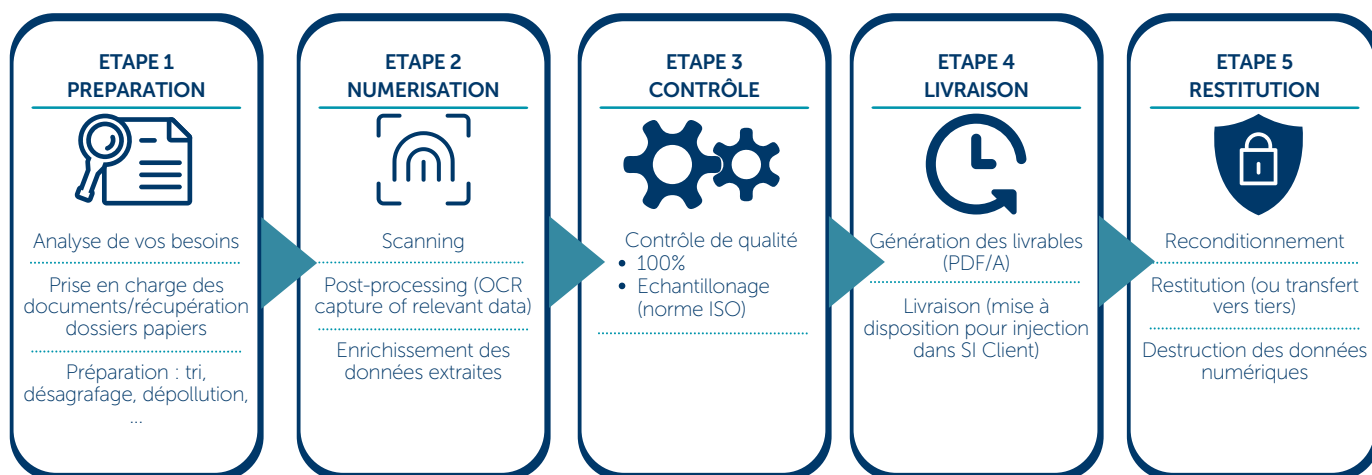 ETAPE 1
PREPARATION
Analyse de vos besoins
Prise en charge des
documents/récupération
dossiers papiers
Préparation : tri,
désagrafage, dépollution,
...
ETAPE 2
NUMERISATION
Scanning
Post-processing (OCR
capture of relevant data)
Enrichissement des
données extraites
ETAPE 3
CONTRÔLE
Contrôle de qualité
• 100%
• Echantillonage
(norme ISO)
ETAPE 4
LIVRAISON
Génération des livrables
(PDF/A)
Livraison (mise à
disposition pour injection
dans SI Client)
ETAPE 5
RESTITUTION
Reconditionnement
Restitution (ou transfert
vers tiers)
Destruction des données
numériques